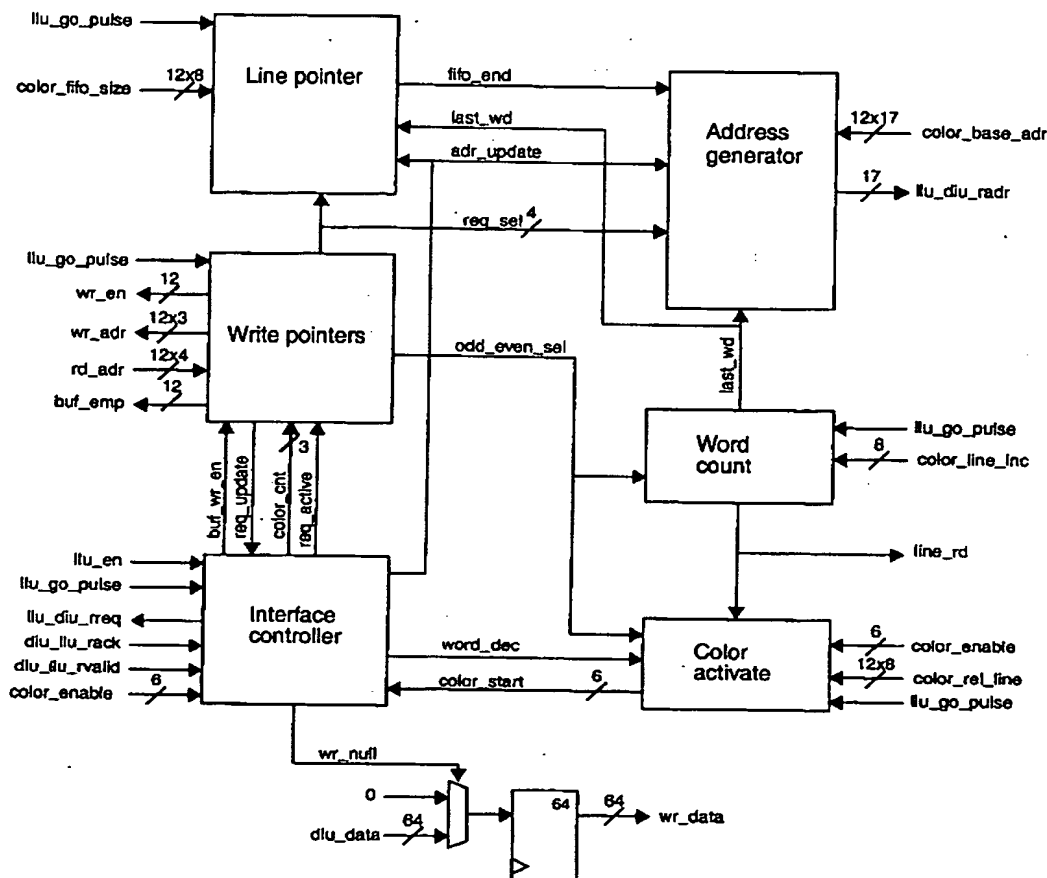 llu_go_pulse
color_fifo_size
12x8
Line pointer
fifo_end
last_wd
adr_update
req_sel
4
Address
generator
12x17
color_base_adr
17
llu_diu_radr
llu_go_pulse
12
wr_en
12x3
wr_adr
12x4
rd_adr
12
buf_emp
Write pointers
odd_even_sel
last_wd
Word
count
llu_go_pulse
8
color_line_inc
buf_wr_en
req_update
color_cnt
3
req_active
line_rd
llu_en
llu_go_pulse
llu_diu_rreq
diu_llu_rack
diu_llu_rvalid
color_enable
6
Interface
controller
word_dec
color_start
6
Color
activate
6
color_enable
12x8
color_rel_line
llu_go_pulse
wr_null
0
diu_data
64
64
64
wr_data